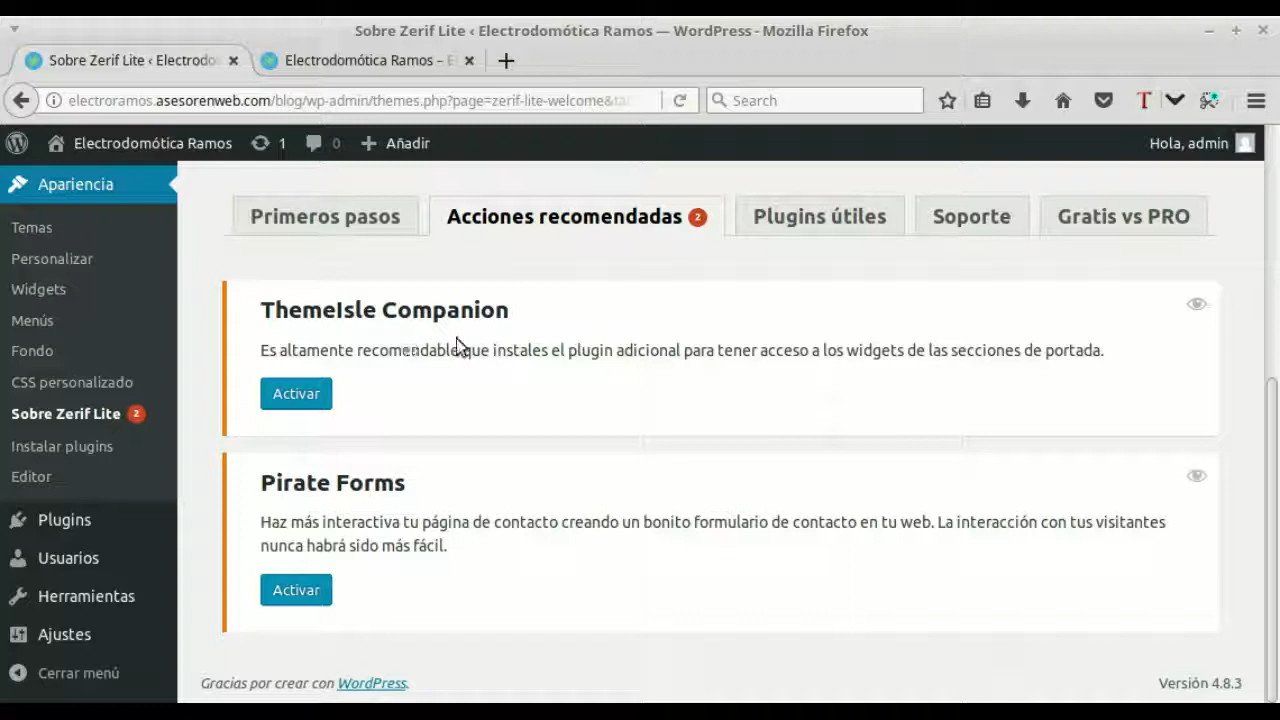 Sobre Zerif Lite ‹ Electrodomótica Ramos — WordPress - Mozilla Firefox
Sobre Zerif Lite ‹ Electrodo
Electrodomótica Ramos –
electroramos.asesorenweb.com/blog/wp-admin/themes.php?page=zerif-lite-welcome&ta
Search
Electrodomótica Ramos 1 0 Añadir
Hola, admin
Apariencia
Temas
Personalizar
Widgets
Menús
Fondo
CSS personalizado
Sobre Zerif Lite 2
Instalar plugins
Editor
Plugins
Usuarios
Herramientas
Ajustes
Cerrar menú
Primeros pasos
Acciones recomendadas 2
Plugins útiles
Soporte
Gratis vs PRO
ThemeIsle Companion
Es altamente recomendable que instales el plugin adicional para tener acceso a los widgets de las secciones de portada.
Activar
Pirate Forms
Haz más interactiva tu página de contacto creando un bonito formulario de contacto en tu web. La interacción con tus visitantes
nunca habrá sido más fácil.
Activar
Gracias por crear con WordPress.
Versión 4.8.3